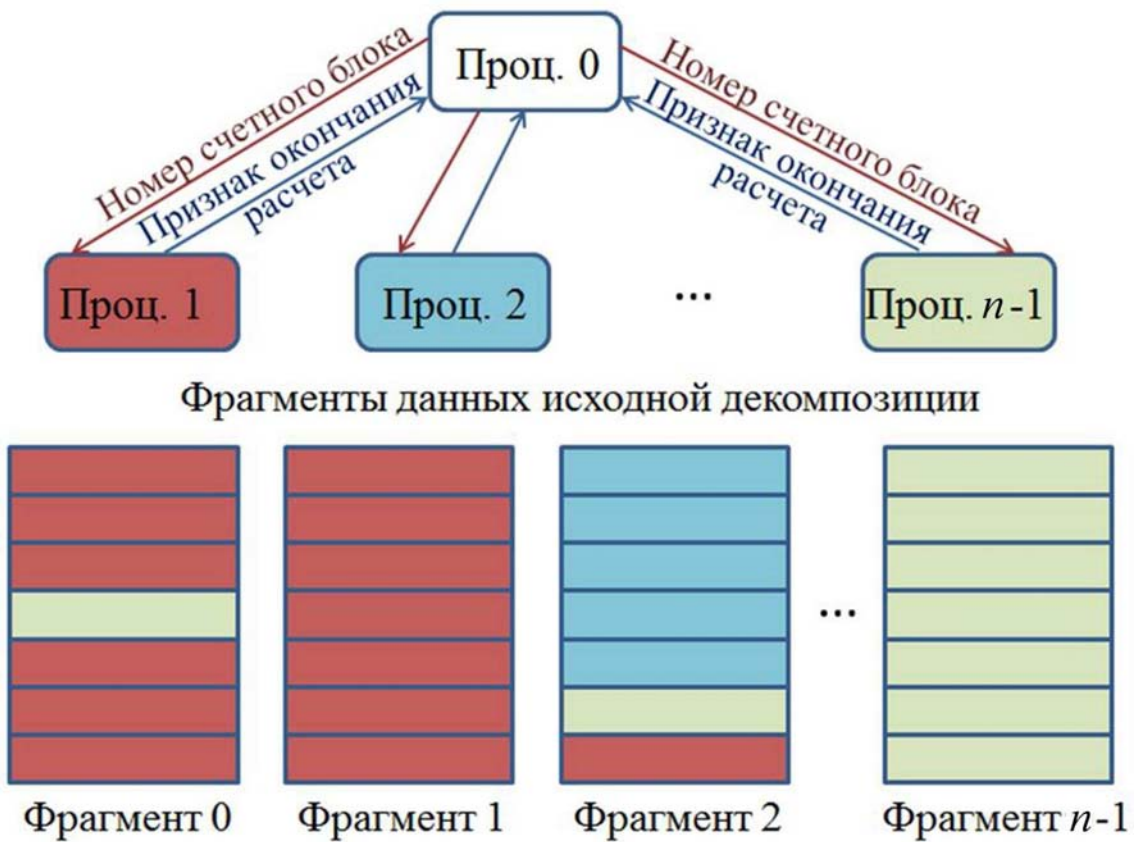 Проц. 0
Номер счетного блока
Признак окончания
расчета
Номер счетного блока
Признак окончания
расчета
Проц. 1
Проц. 2
...
Проц. n-1
Фрагменты данных исходной декомпозиции
...
Фрагмент 0
Фрагмент 1
Фрагмент 2
Фрагмент n-1